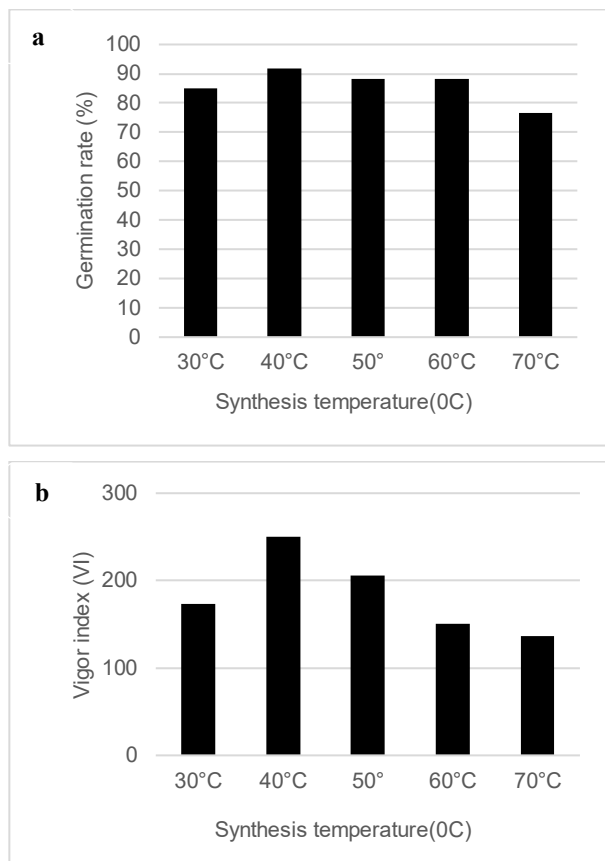 a
Germination rate (%)
100
90
80
70
60
50
40
30
20
10
0
30°C 40°C 50° 60°C 70°C
Synthesis temperature(0C)
b
Vigor index (VI)
300
200
100
0
30°C 40°C 50° 60°C 70°C
Synthesis temperature(0C)